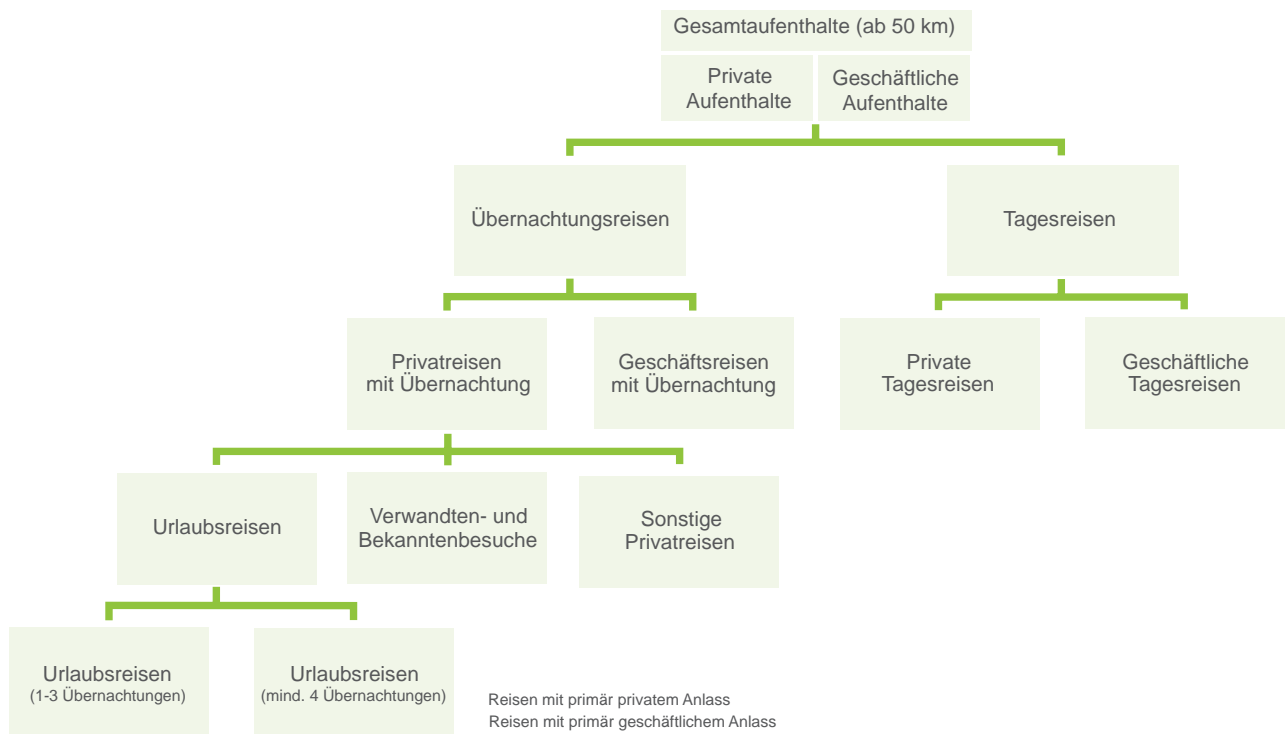 Gesamtaufenthalte (ab 50 km)
Private
Aufenthalte
Geschäftliche
Aufenthalte
Übernachtungsreisen
Tagesreisen
Privatreisen
mit Übernachtung
Geschäftsreisen
mit Übernachtung
Private
Tagesreisen
Geschäftliche
Tagesreisen
Urlaubsreisen
Verwandten- und
Bekanntenbesuche
Sonstige
Privatreisen
Urlaubsreisen
(1-3 Übernachtungen)
Urlaubsreisen
(mind. 4 Übernachtungen)
Reisen mit primär privatem Anlass
Reisen mit primär geschäftlichem Anlass